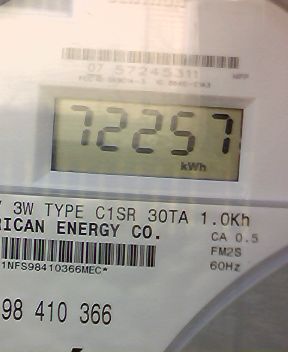 07 57245311
72257
kWh
3W TYPE C1SR 30TA 1.0Kh
RICAN ENERGY CO.
CA 0.5
FM2S
1NFS98410366MEC*
60Hz
98 410 366